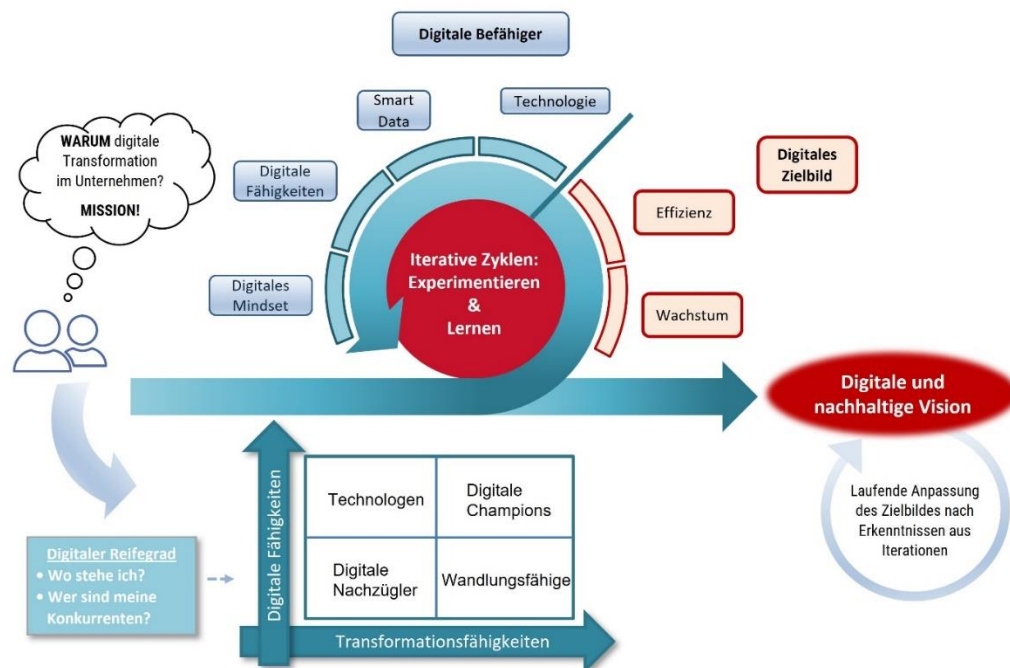 Digitale Befähiger
Smart
Data
Technologie
WARUM digitale
Transformation
im Unternehmen?
MISSION!
Digitale
Fähigkeiten
Digitales
Zielbild
Effizienz
Iterative Zyklen:
Experimentieren
&
Lernen
Digitales
Mindset
Wachstum
Digitale und
nachhaltige Vision
Digitale Fähigkeiten
Technologen
Digitale
Champions
Digitale
Nachzügler
Wandlungsfähige
Transformationsfähigkeiten
Digitaler Reifegrad
• Wo stehe ich?
• Wer sind meine
Konkurrenten?
Laufende Anpassung
des Zielbildes nach
Erkenntnissen aus
Iterationen